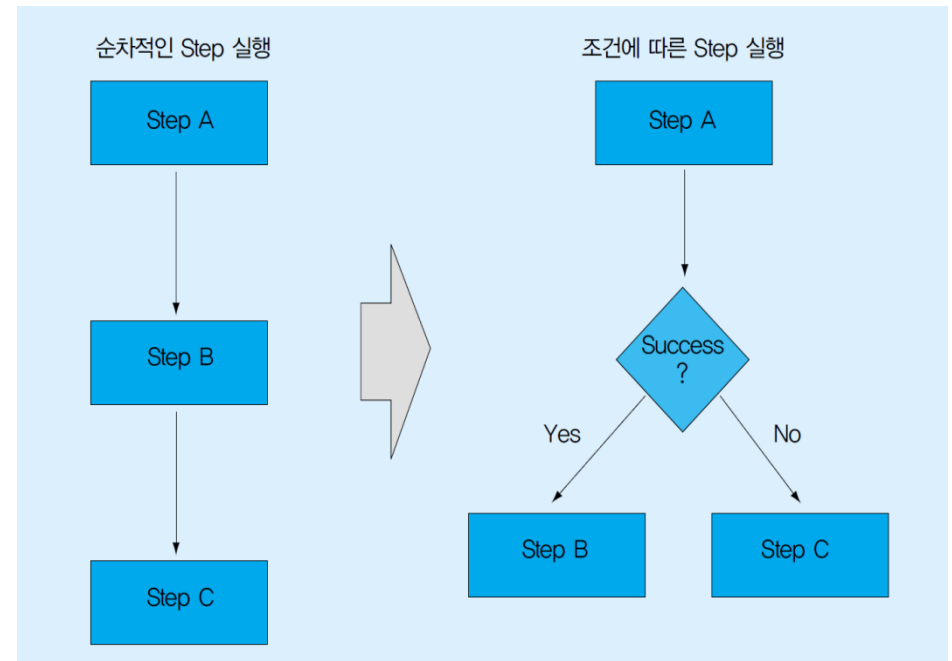 순차적인 Step 실행
Step A
Step B
Step C
조건에 따른 Step 실행
Step A
Success
?
Yes
No
Step B
Step C